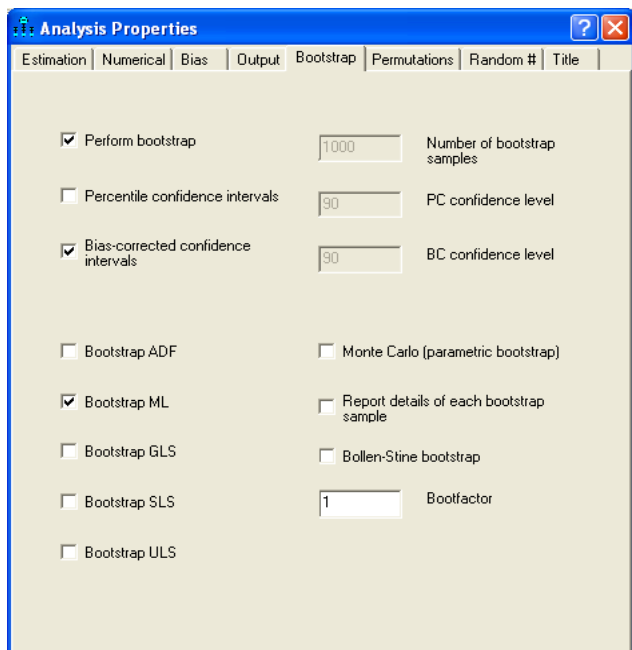 Analysis Properties
?
Estimation Numerical Bias Output Bootstrap Permutations Random # Title
Perform bootstrap
1000
Number of bootstrap
samples
Percentile confidence intervals
90
PC confidence level
Bias-corrected confidence
intervals
90
BC confidence level
Bootstrap ADF
Monte Carlo (parametric bootstrap)
Bootstrap ML
Report details of each bootstrap
sample
Bootstrap GLS
Bollen-Stine bootstrap
Bootstrap SLS
1
Bootfactor
Bootstrap ULS